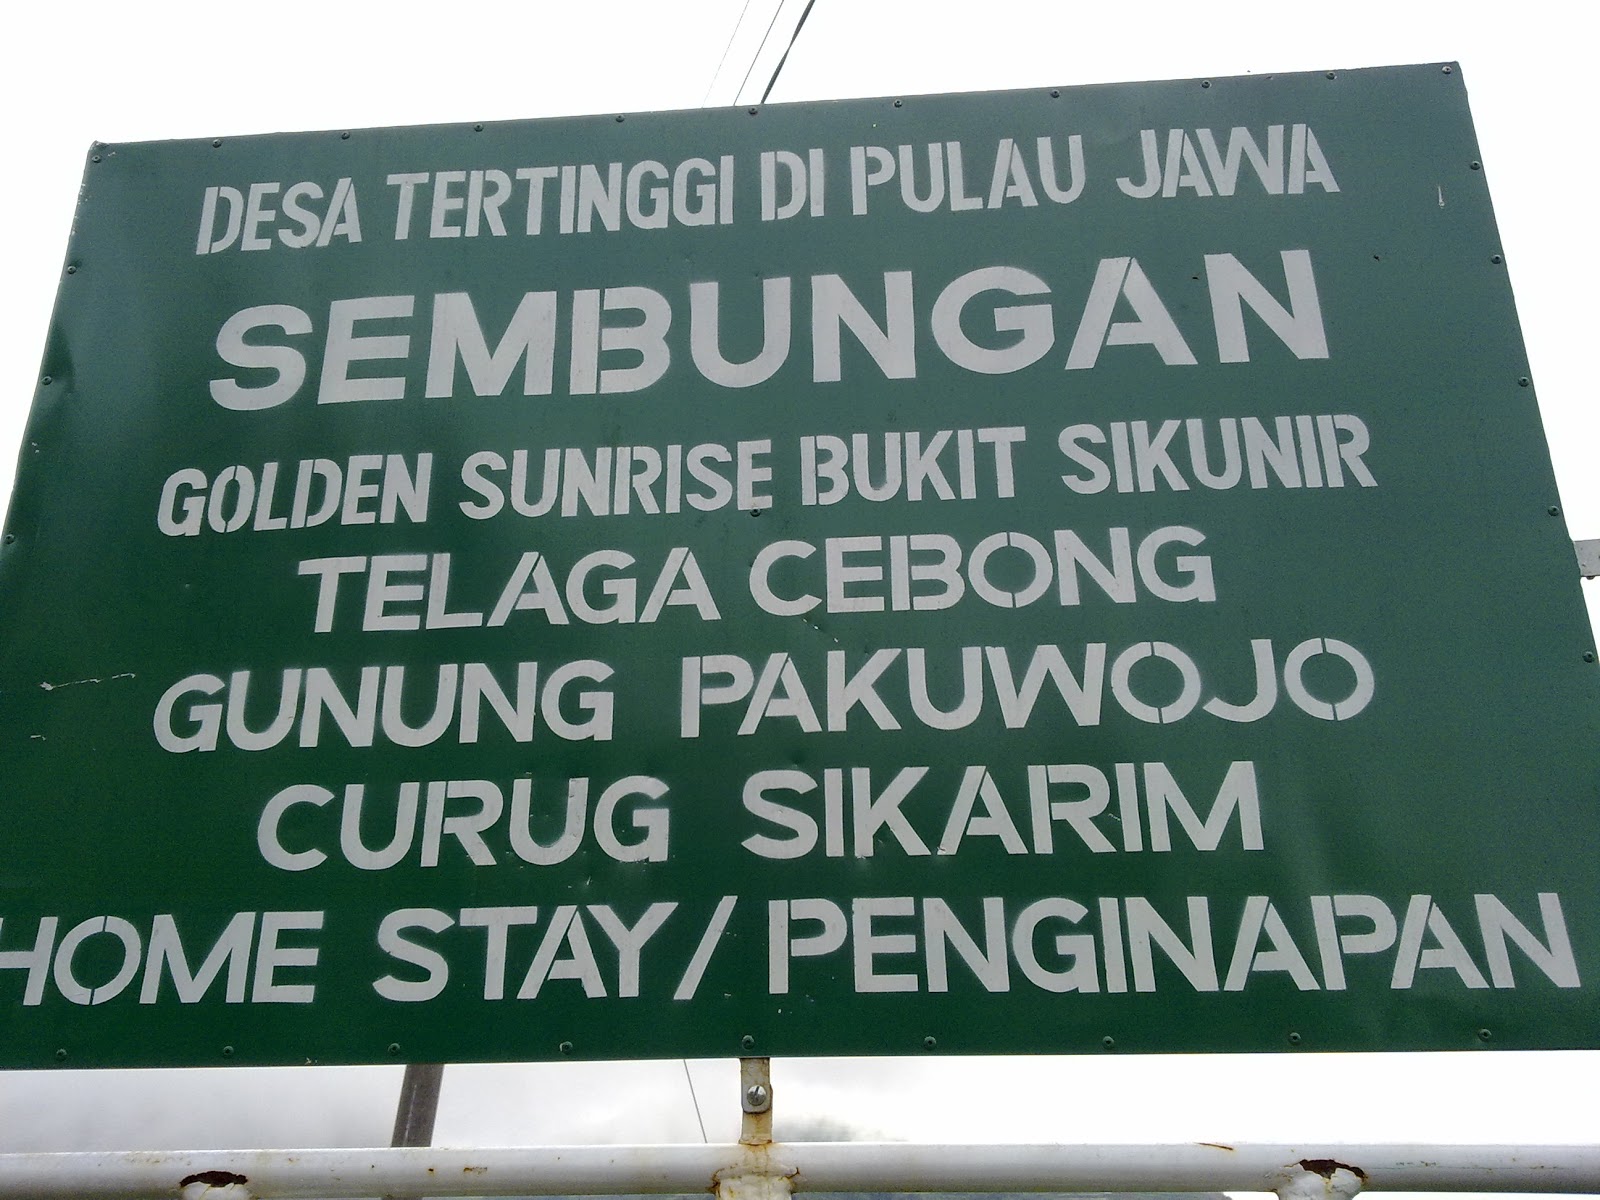 DESA TERTINGGI DI PULAU JAWA
SEMBUNGAN
GOLDEN SUNRISE BUKIT SIKUNIR
TELAGA CEBONG
GUNUNG PAKUWOJO
CURUG SIKARIM
HOME STAY / PENGINAPAN